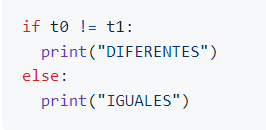 if t0 != t1:
  print("DIFERENTES")
else:
  print("IGUALES")